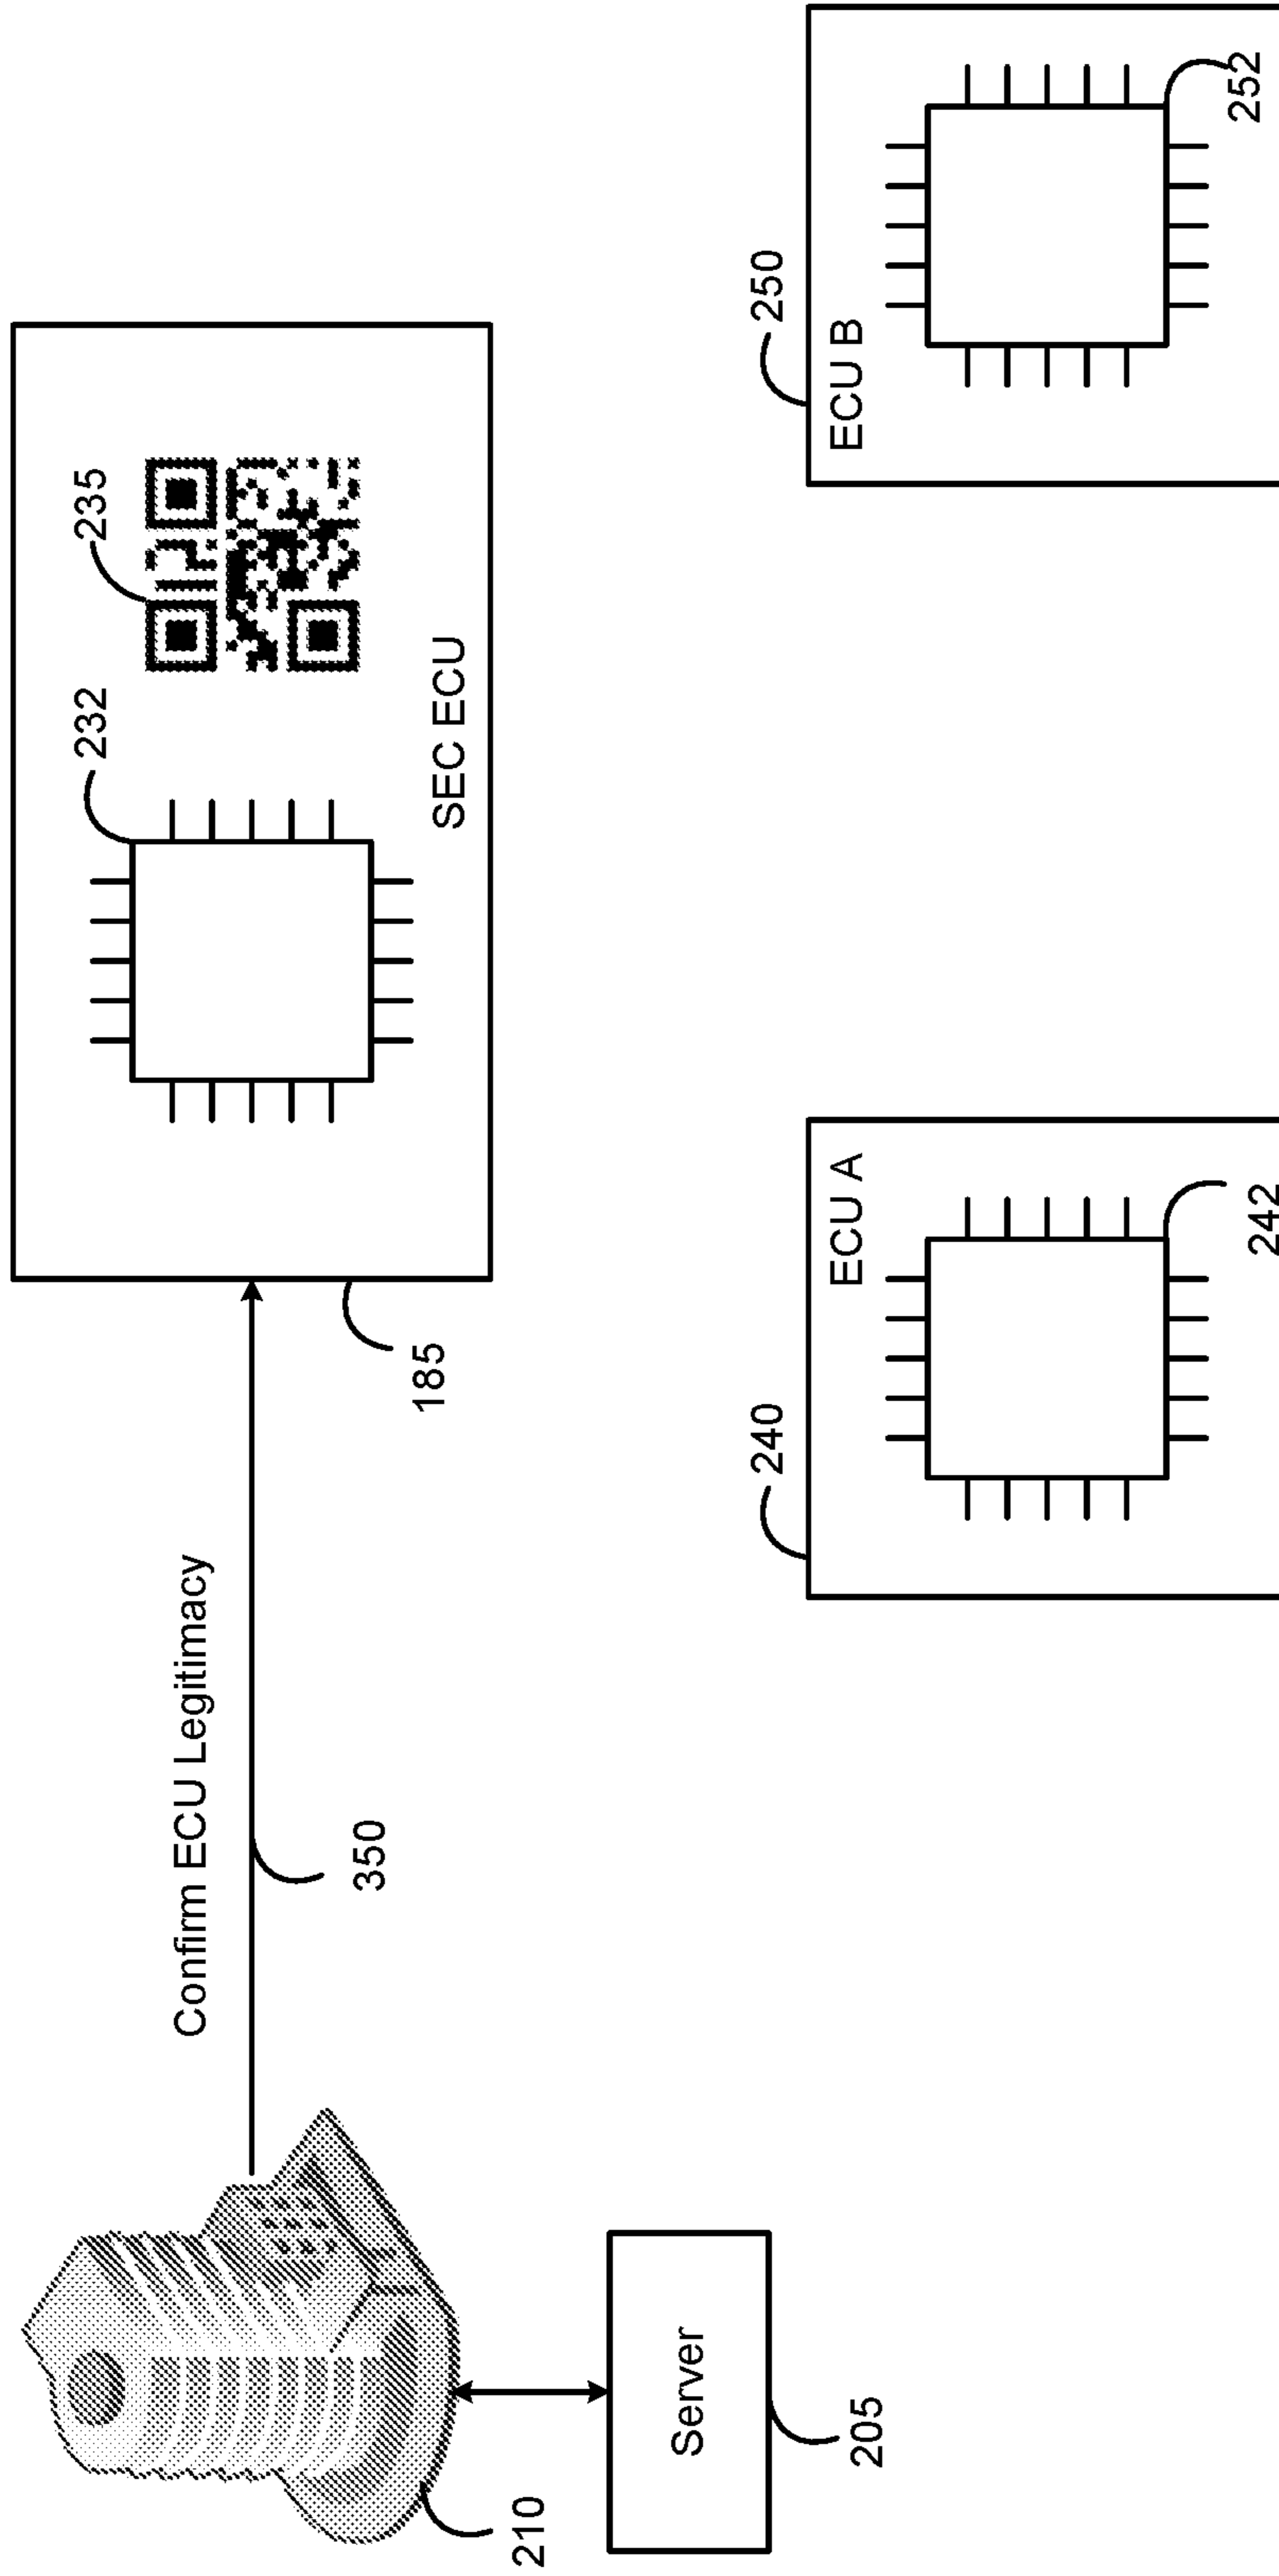 232
235
Confirm ECU Legitimacy
350
185
SEC ECU
210
Server
205
240
ECU A
242
250
ECU B
252